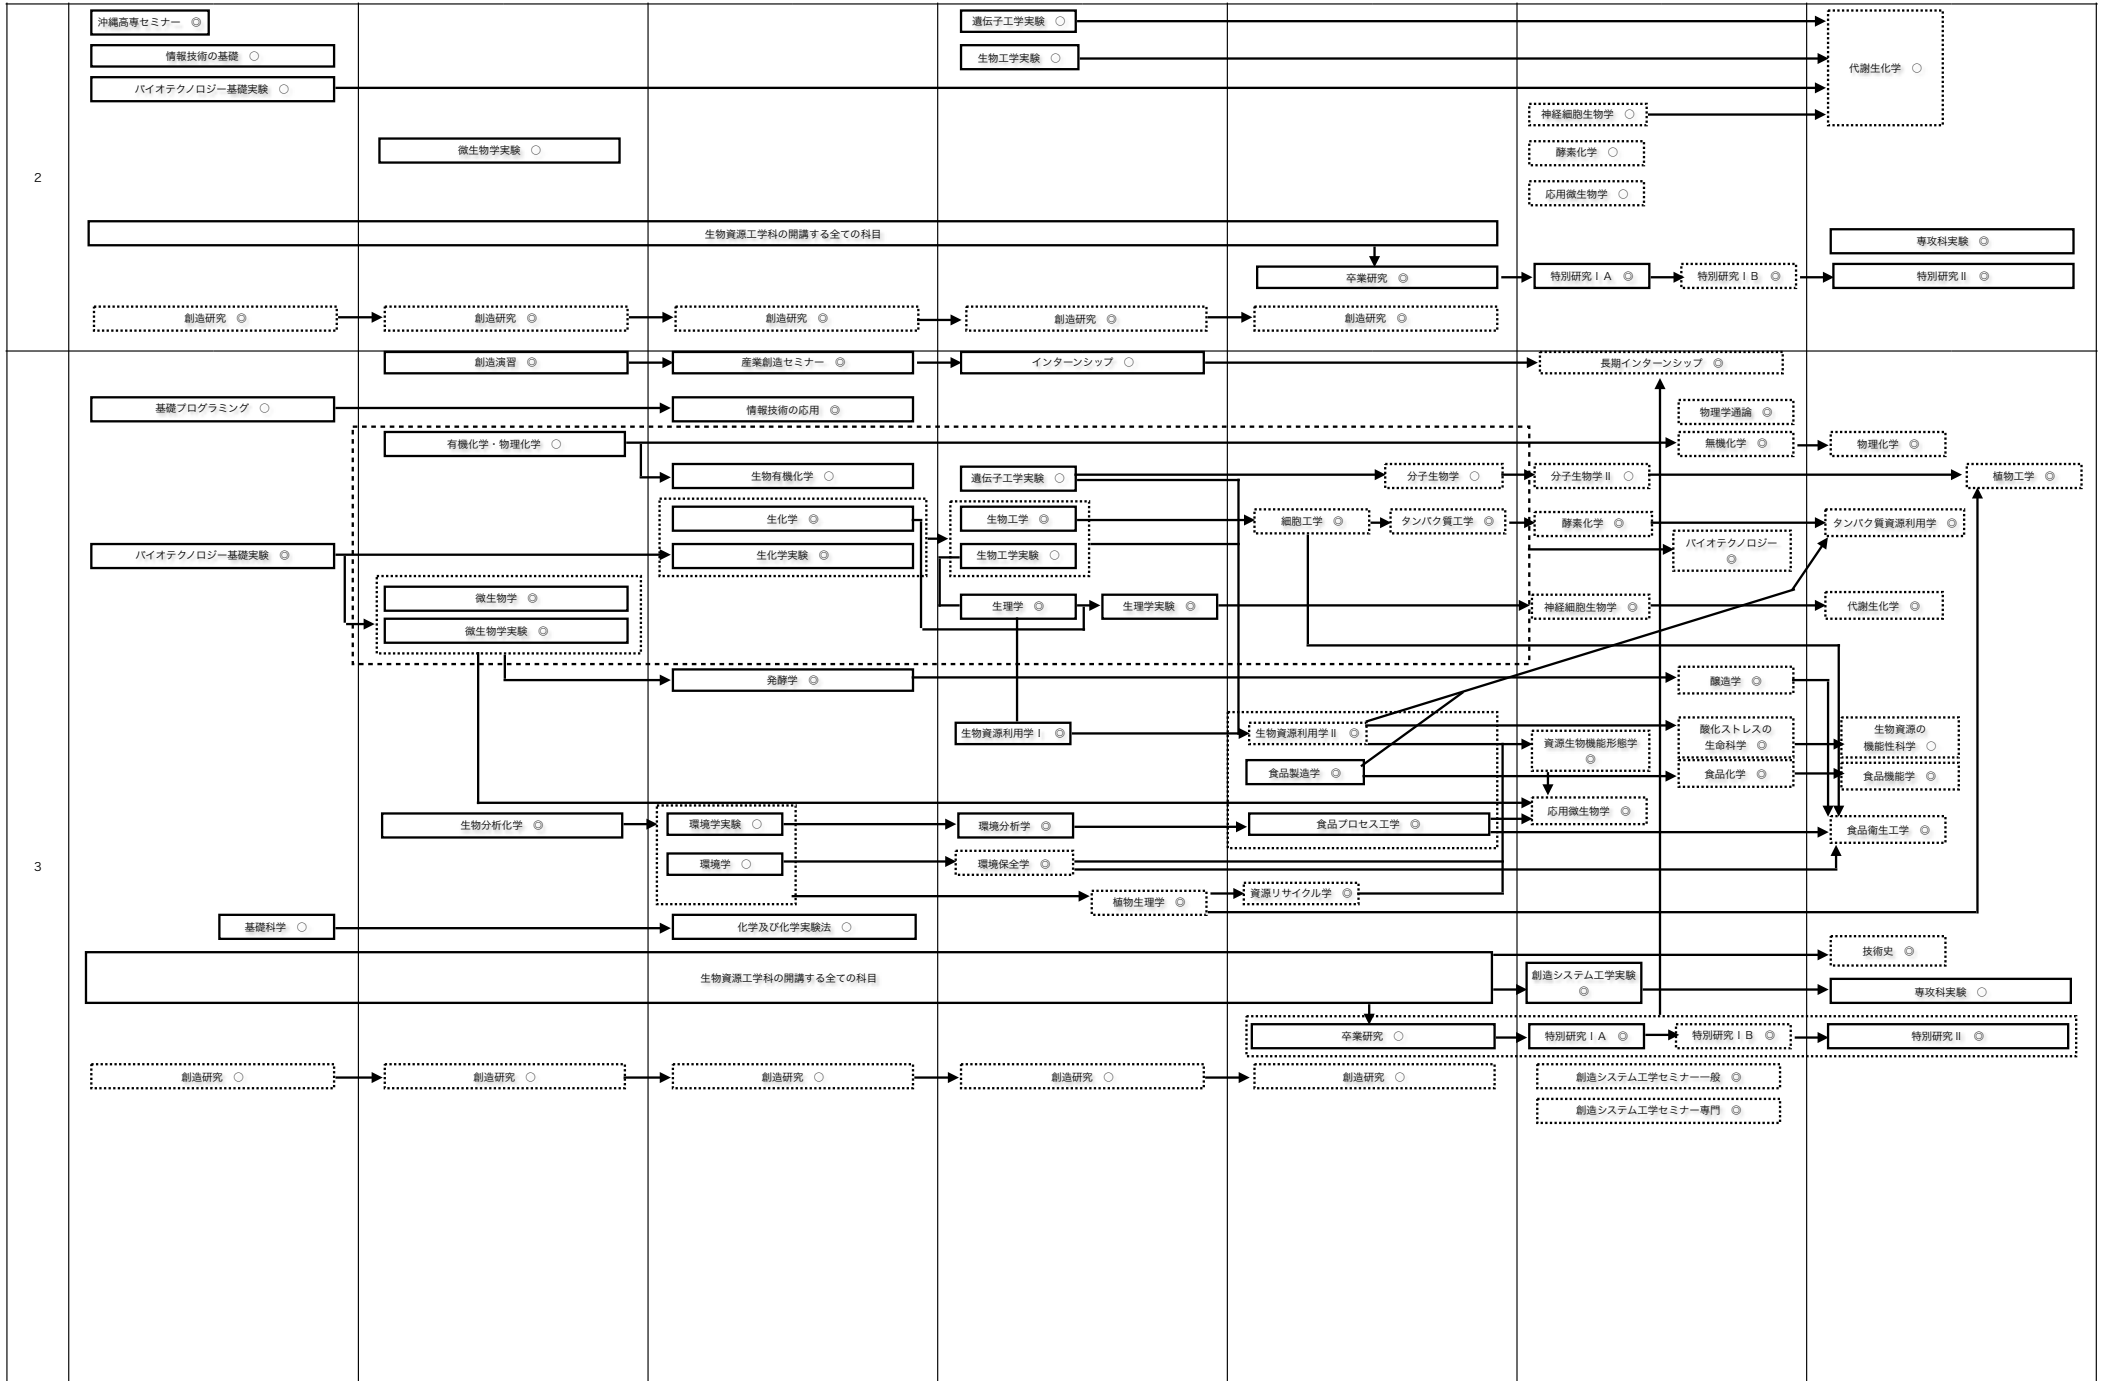 沖縄高専セミナー ◎
遺伝子工学実験 ○
情報技術の基礎 ○
生物工学実験 ○
代謝生化学 ○
バイオテクノロジー基礎実験 ○
神経細胞生物学 ○
微生物学実験 ○
酵素化学 ○
2
応用微生物学 ○
生物資源工学科の開講する全ての科目
専攻科実験 ◎
卒業研究 ◎
特別研究ⅠA ◎
特別研究ⅠB ◎
特別研究Ⅱ ◎
創造研究 ◎
創造研究 ◎
創造研究 ◎
創造研究 ◎
創造研究 ◎
創造演習 ◎
産業創造セミナー ◎
インターンシップ ○
長期インターンシップ ◎
基礎プログラミング ○
情報技術の応用 ◎
物理学通論 ◎
有機化学・物理化学 ○
無機化学 ◎
物理化学 ◎
生物有機化学 ○
遺伝子工学実験 ○
分子生物学 ○
分子生物学Ⅱ ○
植物工学 ◎
生化学 ◎
生物工学 ◎
細胞工学 ◎
タンパク質工学 ◎
酵素化学 ◎
タンパク質資源利用学 ◎
バイオテクノロジー基礎実験 ◎
生化学実験 ◎
生物工学実験 ○
バイオテクノロジー
◎
微生物学 ◎
生理学 ◎
生理学実験 ◎
神経細胞生物学 ◎
代謝生化学 ◎
微生物学実験 ◎
発酵学 ◎
醸造学 ◎
生物資源利用学Ⅰ ◎
生物資源利用学Ⅱ ◎
資源生物機能形態学
◎
酸化ストレスの
生命科学 ◎
生物資源の
機能性科学 ○
食品製造学 ◎
食品化学 ◎
食品機能学 ◎
応用微生物学 ◎
生物分析化学 ◎
環境学実験 ○
環境分析学 ◎
食品プロセス工学 ◎
食品衛生工学 ◎
環境学 ○
環境保全学 ◎
3
植物生理学 ◎
資源リサイクル学 ◎
基礎科学 ○
化学及び化学実験法 ○
技術史 ◎
生物資源工学科の開講する全ての科目
創造システム工学実験
◎
専攻科実験 ○
卒業研究 ○
特別研究ⅠA ◎
特別研究ⅠB ◎
特別研究Ⅱ ◎
創造研究 ○
創造研究 ○
創造研究 ○
創造研究 ○
創造研究 ○
創造システム工学セミナー一般 ◎
創造システム工学セミナー専門 ◎